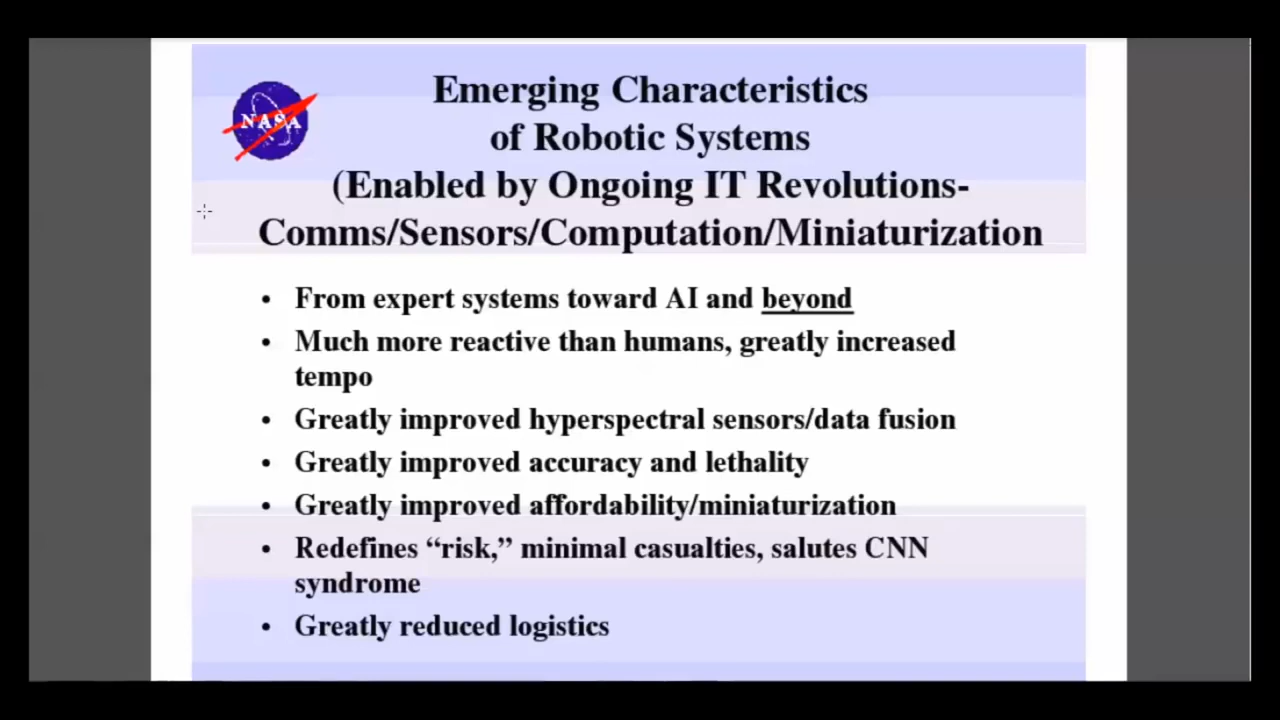 NASA
Emerging Characteristics
of Robotic Systems
(Enabled by Ongoing IT Revolutions-
Comms/Sensors/Computation/Miniaturization
• From expert systems toward AI and beyond
• Much more reactive than humans, greatly increased
tempo
• Greatly improved hyperspectral sensors/data fusion
• Greatly improved accuracy and lethality
• Greatly improved affordability/miniaturization
• Redefines “risk,” minimal casualties, salutes CNN
syndrome
• Greatly reduced logistics